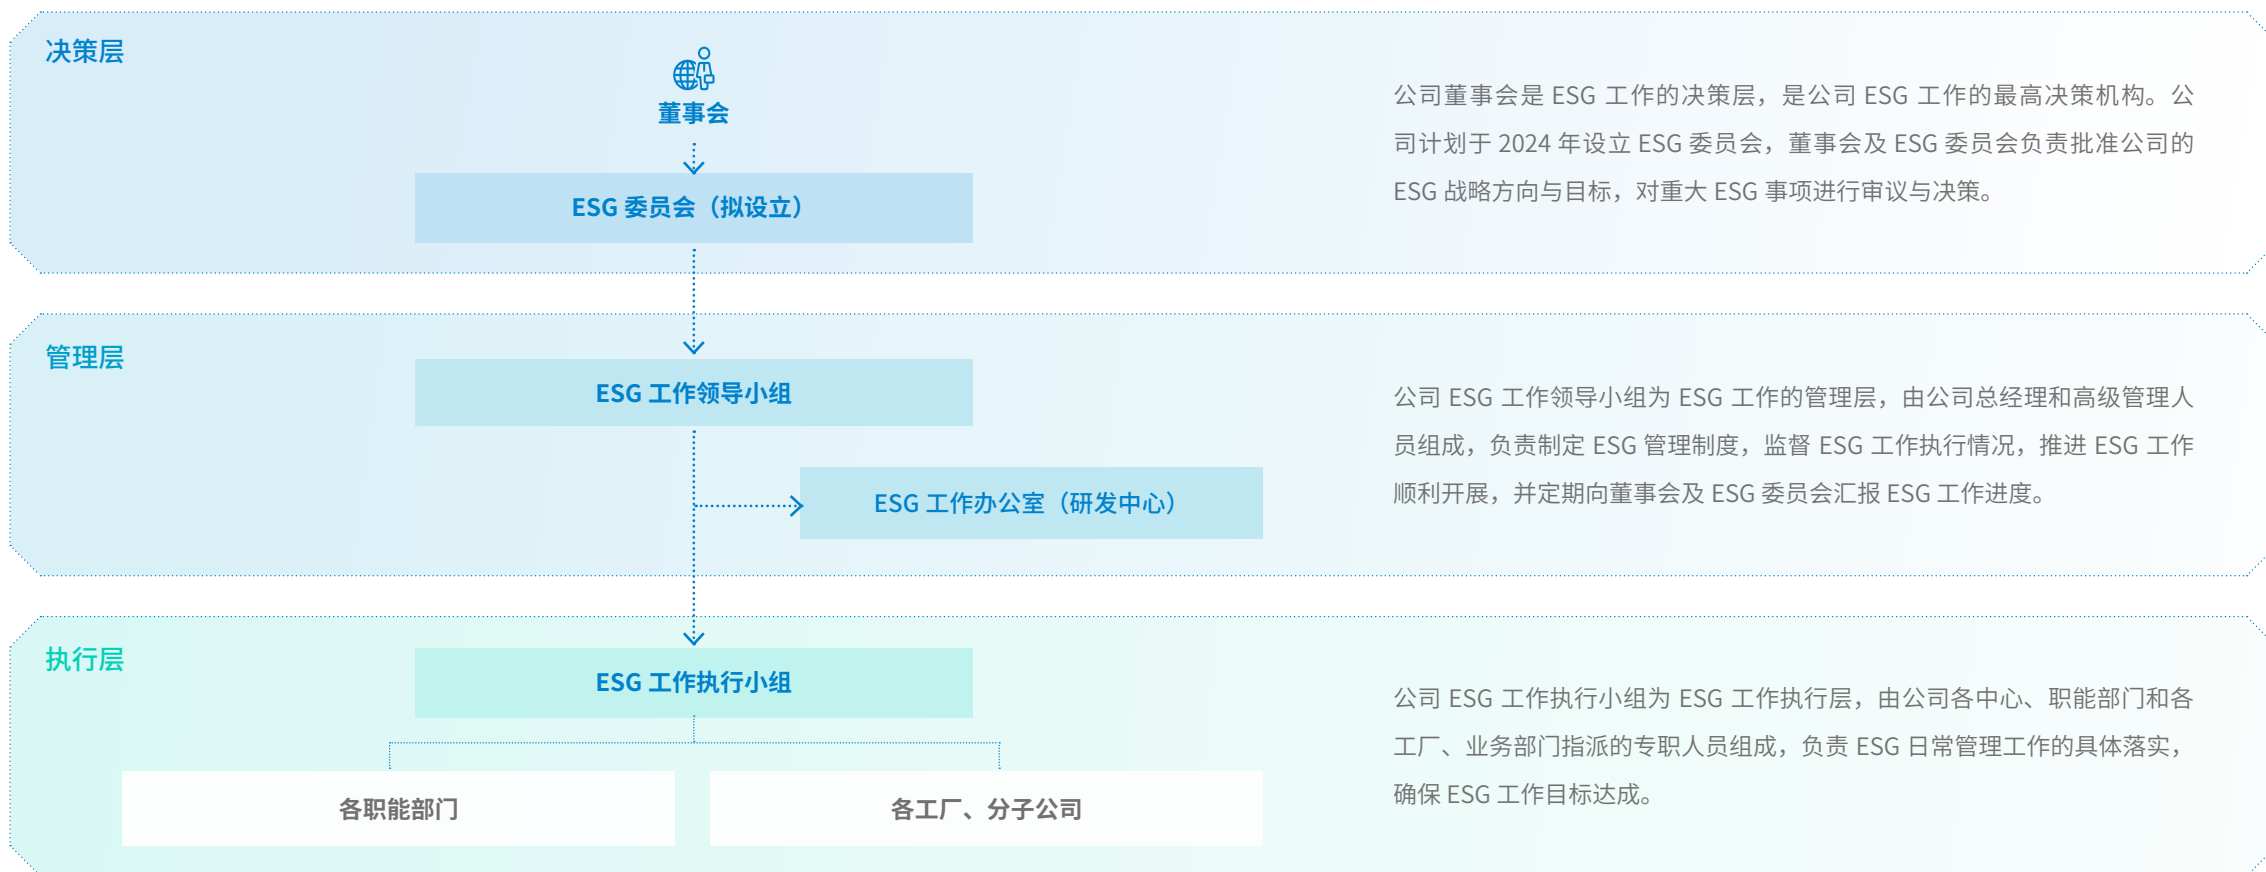 决策层
董事会
ESG 委员会（拟设立）
公司董事会是 ESG 工作的决策层，是公司 ESG 工作的最高决策机构。公
司计划于 2024 年设立 ESG 委员会，董事会及 ESG 委员会负责批准公司的
ESG 战略方向与目标，对重大 ESG 事项进行审议与决策。
管理层
ESG 工作领导小组
ESG 工作办公室（研发中心）
公司 ESG 工作领导小组为 ESG 工作的管理层，由公司总经理和高级管理人
员组成，负责制定 ESG 管理制度，监督 ESG 工作执行情况，推进 ESG 工作
顺利开展，并定期向董事会及 ESG 委员会汇报 ESG 工作进度。
执行层
ESG 工作执行小组
各职能部门
各工厂、分子公司
公司 ESG 工作执行小组为 ESG 工作执行层，由公司各中心、职能部门和各
工厂、业务部门指派的专职人员组成，负责 ESG 日常管理工作的具体落实，
确保 ESG 工作目标达成。